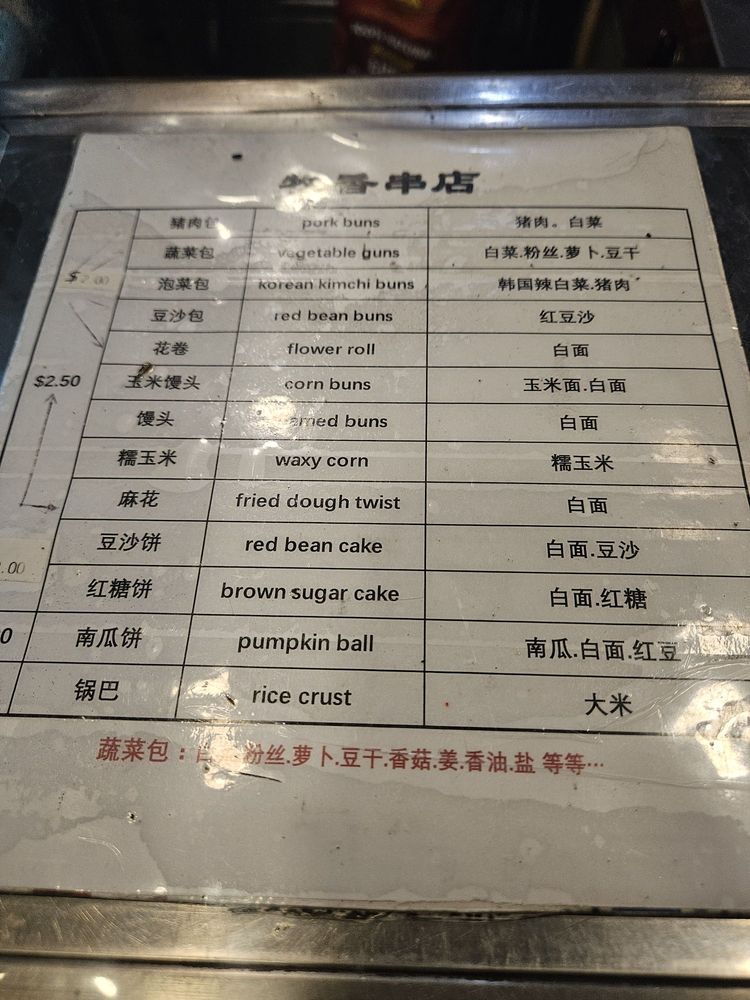 香串店
猪肉包 pork buns 猪肉。白菜
蔬菜包 vegetable guns 白菜.粉丝.萝卜.豆干
$2.00
泡菜包 korean kimchi buns 韩国辣白菜.猪肉
豆沙包 red bean buns 红豆沙
花卷 flower roll 白面
$2.50
玉米馒头 corn buns 玉米面.白面
馒头 buns 白面
糯玉米 waxy corn 糯玉米
麻花 fried dough twist 白面
豆沙饼 red bean cake 白面.豆沙
.00
红糖饼 brown sugar cake 白面.红糖
0 南瓜饼 pumpkin ball 南瓜.白面.红豆
锅巴 rice crust 大米
蔬菜包：白 粉丝.萝卜.豆干.香菇.姜.香油.盐 等等…